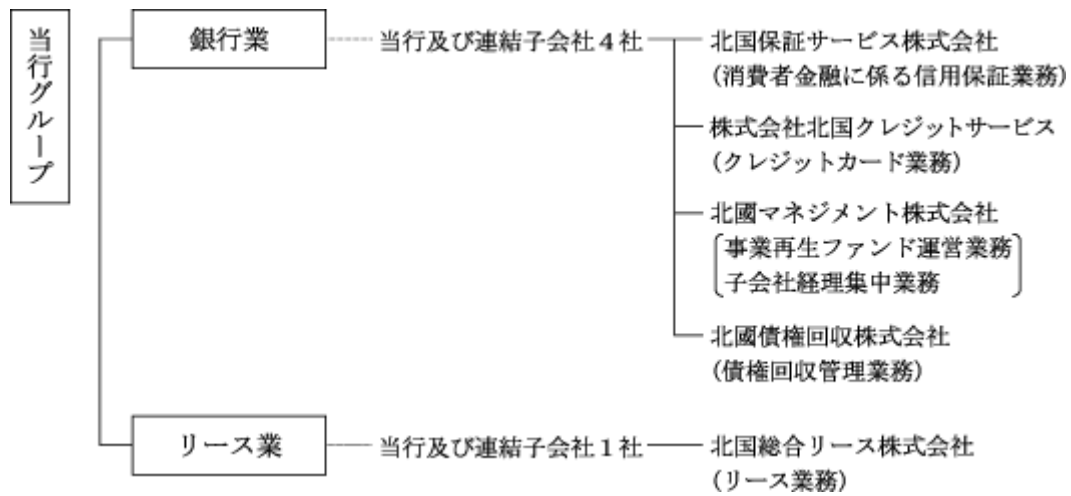 当行グループ
銀行業
当行及び連結子会社4社
北国保証サービス株式会社
(消費者金融に係る信用保証業務)
株式会社北国クレジットサービス
(クレジットカード業務)
北國マネジメント株式会社
事業再生ファンド運営業務
子会社経理集中業務
北國債権回収株式会社
(債権回収管理業務)
リース業
当行及び連結子会社1社
北国総合リース株式会社
(リース業務)